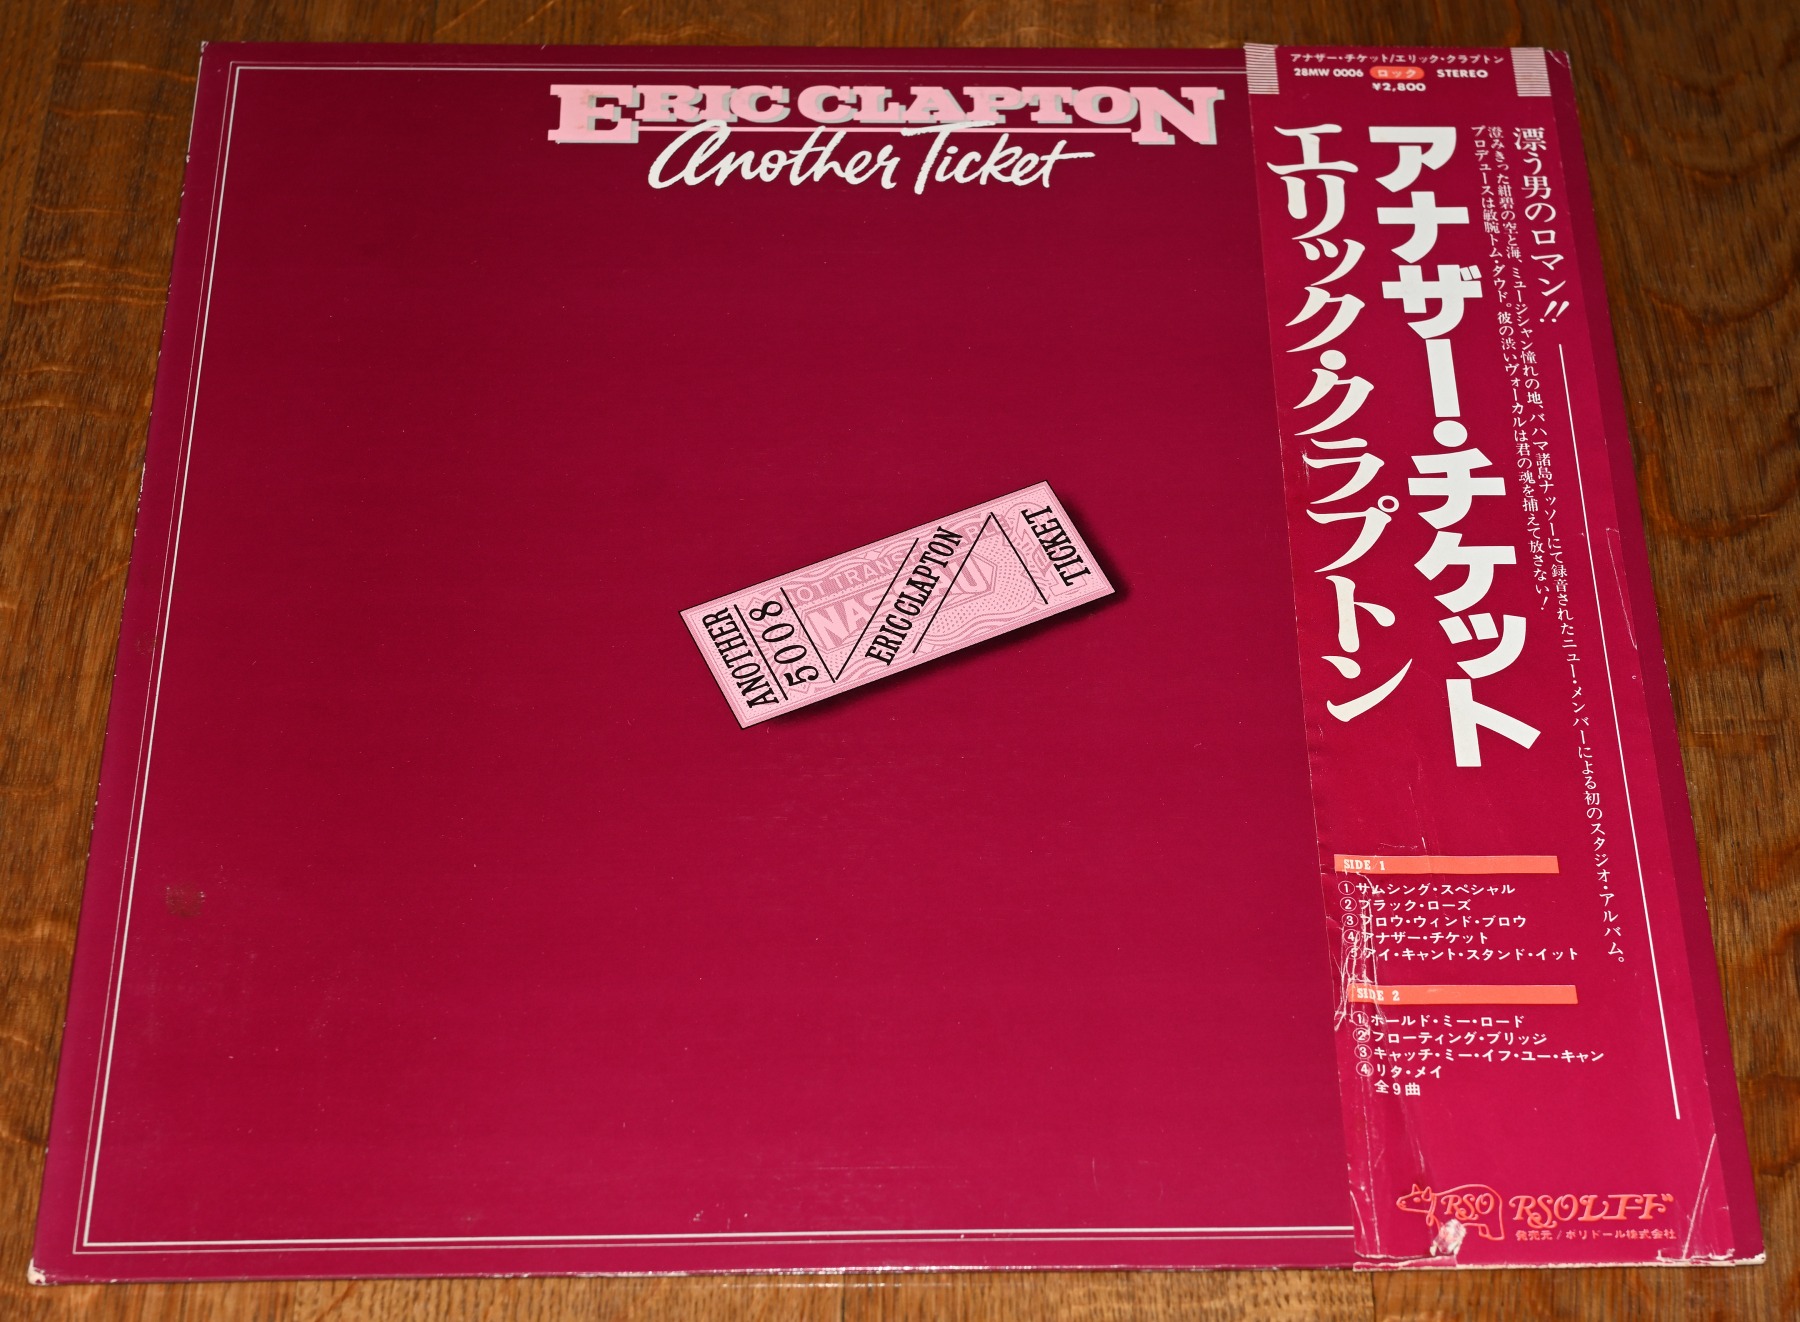 ERIC CLAPTON
Another Ticket
ANOTHER
5008
NASSAU
ERIC CLAPTON
TICKET
アナザー・チケット/エリック・クラプトン
28MW 0006 ロック STEREO
¥2,800
漂う男のロマン!!
澄みきった紺碧の空と海、ミュージシャン憧れの地、バハマ諸島ナッソーにて録音されたニュー・メンバーによる初のスタジオ・アルバム。
プロデュースは敏腕トム・ダウド。彼の渋いヴォーカルは君の魂を捕えて放さない!
アナザー・チケット
エリック・クラプトン
SIDE 1
①サムシング・スペシャル
②ブラック・ローズ
③ブロウ・ウィンド・ブロウ
④アナザー・チケット
⑤アイ・キャント・スタンド・イット
SIDE 2
①ホールド・ミー・ロード
②フローティング・ブリッジ
③キャッチ・ミー・イフ・ユー・キャン
④リタ・メイ
全9曲
RSO RSOレコード
発売元/ポリドール株式会社